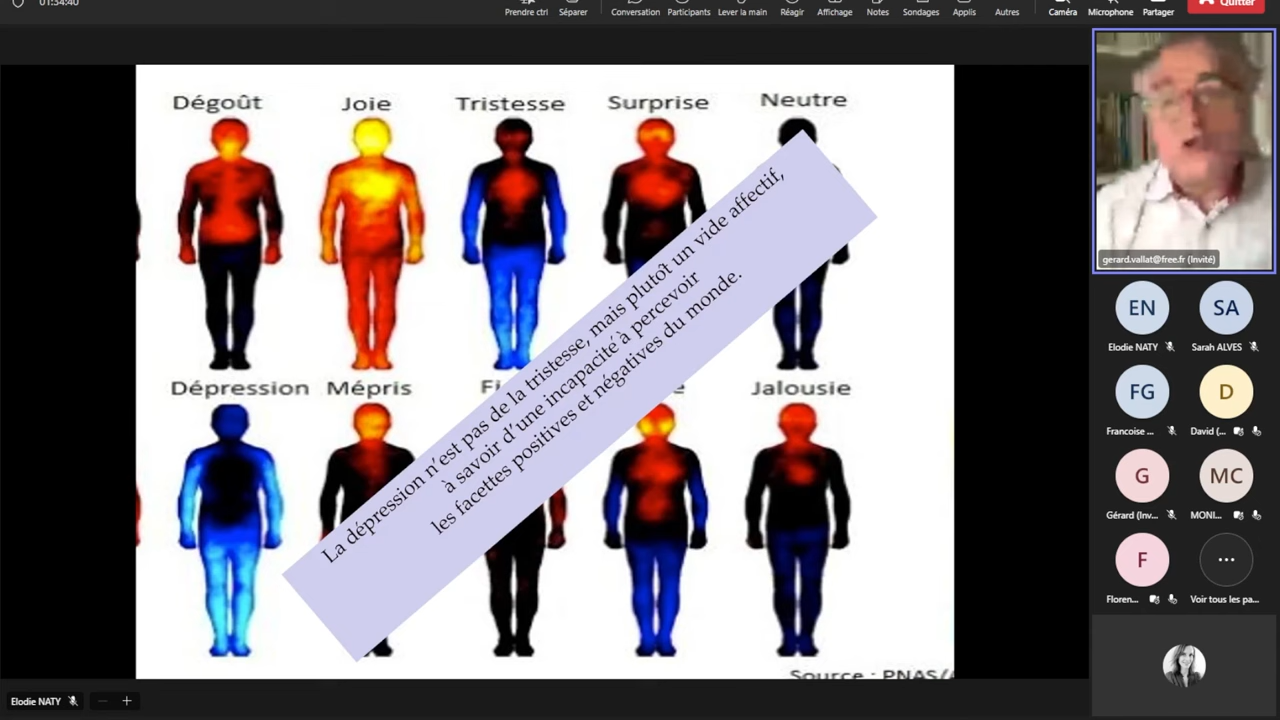 01:34:40
Prendre ctrl Séparer Conversation Participants Lever la main Réagir Affichage Notes Sondages Applis Autres Caméra Microphone Partager Quitter
Dégoût Joie Tristesse Surprise Neutre
La dépression n'est pas de la tristesse, mais plutôt un vide affectif,
à savoir d'une incapacité à percevoir
les facettes positives et négatives du monde.
Dépression Mépris Jalousie
Source : PNAS/
gerard.vallat@free.fr (Invité)
EN SA
Elodie NATY Sarah ALVES
FG D
Francoise ... David (...
G MC
Gérard (Inv... MONI...
F ...
Floren... Voir tous les pa...
Elodie NATY